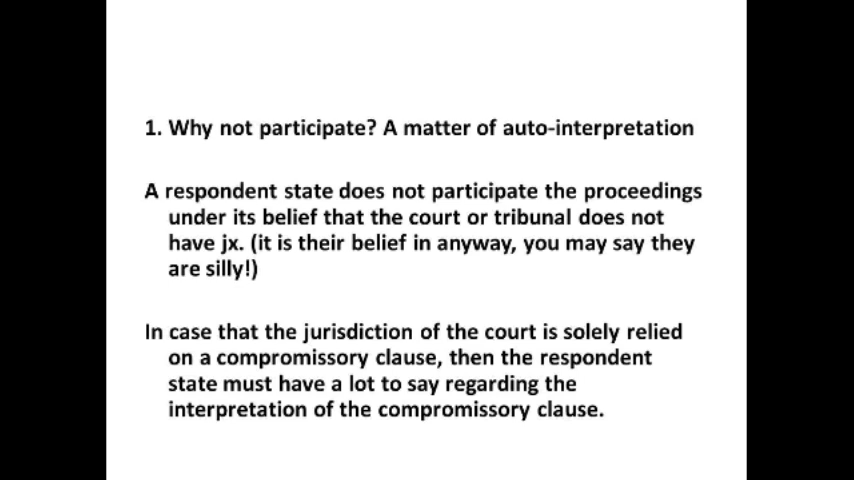 1. Why not participate? A matter of auto-interpretation
A respondent state does not participate the proceedings
under its belief that the court or tribunal does not
have jx. (it is their belief in anyway, you may say they
are silly!)
In case that the jurisdiction of the court is solely relied
on a compromissory clause, then the respondent
state must have a lot to say regarding the
interpretation of the compromissory clause.